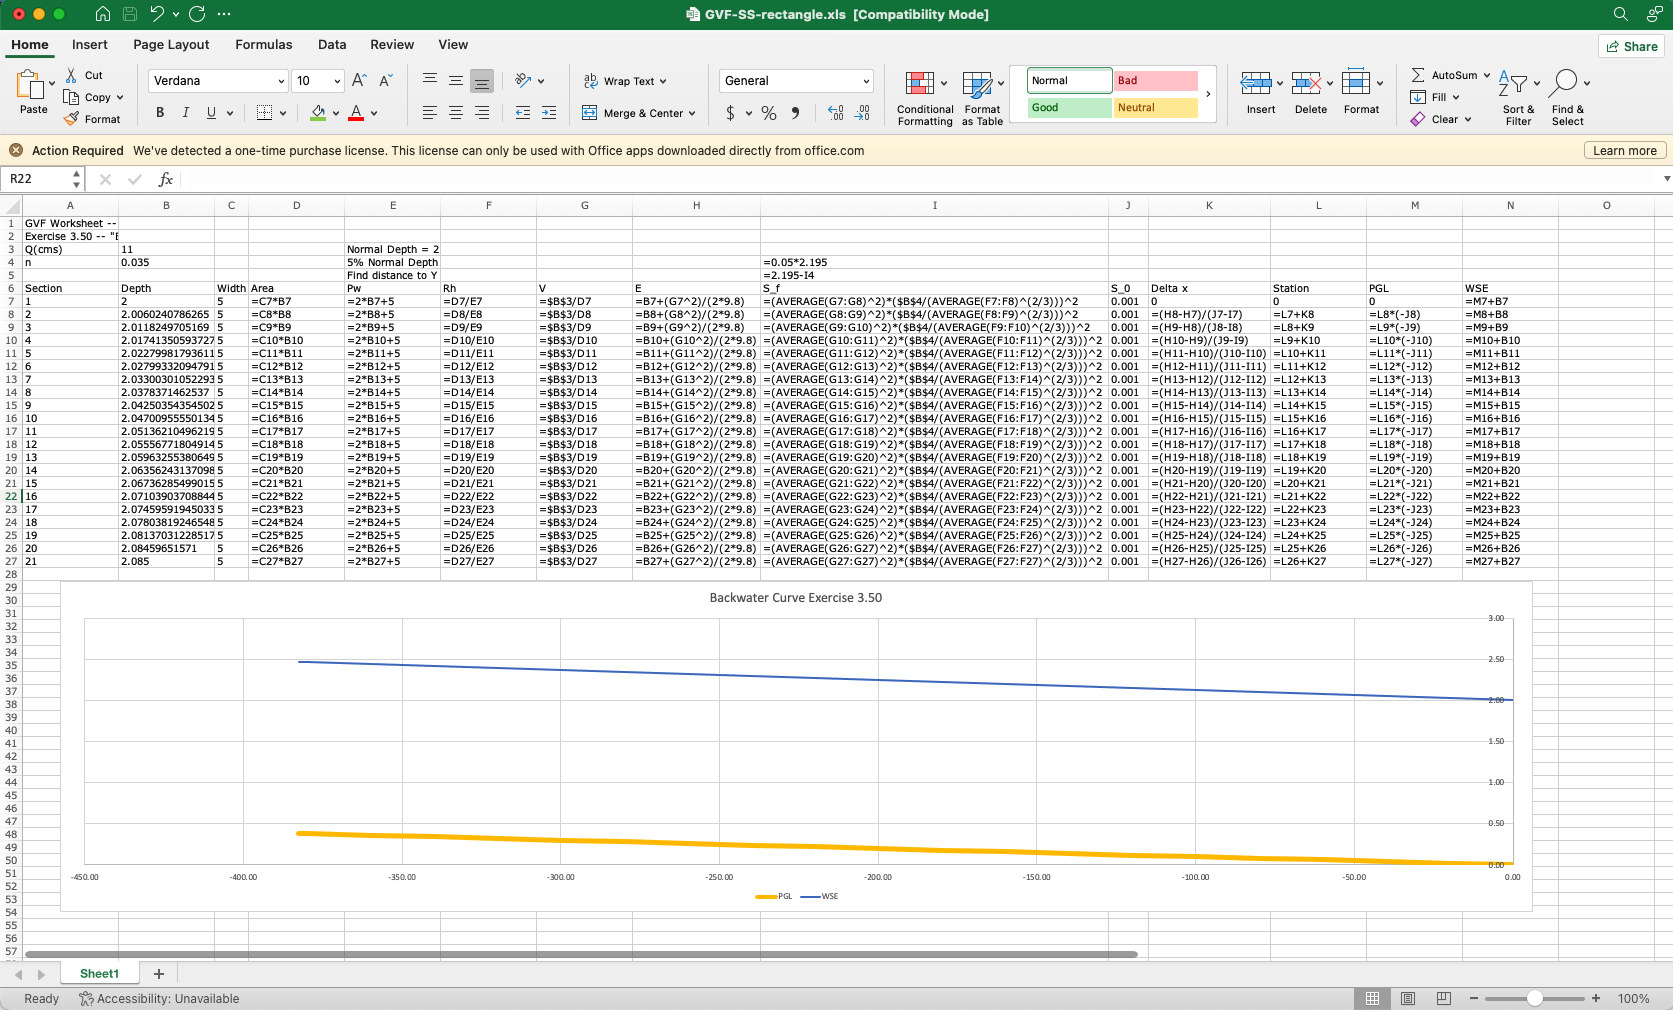 GVF-SS-rectangle.xls [Compatibility Mode]
Home Insert Page Layout Formulas Data Review View Share
Paste Cut Copy Format Verdana 10 A A Wrap Text General Conditional Formatting Format as Table Normal Bad Good Neutral Insert Delete Format AutoSum Fill Clear Sort & Filter Find & Select
B I U A Merge & Center $ % 9
Action Required We've detected a one-time purchase license. This license can only be used with Office apps downloaded directly from office.com Learn more
R22 fx
A B C D E F G H I J K L M N O
1 GVF Worksheet --
2 Exercise 3.50 --
3 Q(cms) 11 Normal Depth = 2
4 n 0.035 5% Normal Depth =0.05*2.195
5 Find distance to Y =2.195-I4
6 Section Depth Width Area Pw Rh V E S_f S_0 Delta x Station PGL WSE
7 1 2 5 =C7*B7 =2*B7+5 =D7/E7 =$B$3/D7 =B7+(G7^2)/(2*9.8) =(AVERAGE(G7:G8)^2)*($B$4/(AVERAGE(F7:F8)^(2/3)))^2 0.001 0 0 0 =M7+B7
8 2 2.0060240786265 5 =C8*B8 =2*B8+5 =D8/E8 =$B$3/D8 =B8+(G8^2)/(2*9.8) =(AVERAGE(G8:G9)^2)*($B$4/(AVERAGE(F8:F9)^(2/3)))^2 0.001 =(H8-H7)/(J7-I7) =L7+K8 =L8*(-J8) =M8+B8
9 3 2.0118249705169 5 =C9*B9 =2*B9+5 =D9/E9 =$B$3/D9 =B9+(G9^2)/(2*9.8) =(AVERAGE(G9:G10)^2)*($B$4/(AVERAGE(F9:F10)^(2/3)))^2 0.001 =(H9-H8)/(J8-I8) =L8+K9 =L9*(-J9) =M9+B9
10 4 2.01741350593727 5 =C10*B10 =2*B10+5 =D10/E10 =$B$3/D10 =B10+(G10^2)/(2*9.8) =(AVERAGE(G10:G11)^2)*($B$4/(AVERAGE(F10:F11)^(2/3)))^2 0.001 =(H10-H9)/(J9-I9) =L9+K10 =L10*(-J10) =M10+B10
11 5 2.02279981793611 5 =C11*B11 =2*B11+5 =D11/E11 =$B$3/D11 =B11+(G11^2)/(2*9.8) =(AVERAGE(G11:G12)^2)*($B$4/(AVERAGE(F11:F12)^(2/3)))^2 0.001 =(H11-H10)/(J10-I10) =L10+K11 =L11*(-J11) =M11+B11
12 6 2.02799332094791 5 =C12*B12 =2*B12+5 =D12/E12 =$B$3/D12 =B12+(G12^2)/(2*9.8) =(AVERAGE(G12:G13)^2)*($B$4/(AVERAGE(F12:F13)^(2/3)))^2 0.001 =(H12-H11)/(J11-I11) =L11+K12 =L12*(-J12) =M12+B12
13 7 2.03300301052293 5 =C13*B13 =2*B13+5 =D13/E13 =$B$3/D13 =B13+(G13^2)/(2*9.8) =(AVERAGE(G13:G14)^2)*($B$4/(AVERAGE(F13:F14)^(2/3)))^2 0.001 =(H13-H12)/(J12-I12) =L12+K13 =L13*(-J13) =M13+B13
14 8 2.0378371462537 5 =C14*B14 =2*B14+5 =D14/E14 =$B$3/D14 =B14+(G14^2)/(2*9.8) =(AVERAGE(G14:G15)^2)*($B$4/(AVERAGE(F14:F15)^(2/3)))^2 0.001 =(H14-H13)/(J13-I13) =L13+K14 =L14*(-J14) =M14+B14
15 9 2.04250354354502 5 =C15*B15 =2*B15+5 =D15/E15 =$B$3/D15 =B15+(G15^2)/(2*9.8) =(AVERAGE(G15:G16)^2)*($B$4/(AVERAGE(F15:F16)^(2/3)))^2 0.001 =(H15-H14)/(J14-I14) =L14+K15 =L15*(-J15) =M15+B15
16 10 2.04700955550134 5 =C16*B16 =2*B16+5 =D16/E16 =$B$3/D16 =B16+(G16^2)/(2*9.8) =(AVERAGE(G16:G17)^2)*($B$4/(AVERAGE(F16:F17)^(2/3)))^2 0.001 =(H16-H15)/(J15-I15) =L15+K16 =L16*(-J16) =M16+B16
17 11 2.05136210496219 5 =C17*B17 =2*B17+5 =D17/E17 =$B$3/D17 =B17+(G17^2)/(2*9.8) =(AVERAGE(G17:G18)^2)*($B$4/(AVERAGE(F17:F18)^(2/3)))^2 0.001 =(H17-H16)/(J16-I16) =L16+K17 =L17*(-J17) =M17+B17
18 12 2.05556771804914 5 =C18*B18 =2*B18+5 =D18/E18 =$B$3/D18 =B18+(G18^2)/(2*9.8) =(AVERAGE(G18:G19)^2)*($B$4/(AVERAGE(F18:F19)^(2/3)))^2 0.001 =(H18-H17)/(J17-I17) =L17+K18 =L18*(-J18) =M18+B18
19 13 2.05963255380649 5 =C19*B19 =2*B19+5 =D19/E19 =$B$3/D19 =B19+(G19^2)/(2*9.8) =(AVERAGE(G19:G20)^2)*($B$4/(AVERAGE(F19:F20)^(2/3)))^2 0.001 =(H19-H18)/(J18-I18) =L18+K19 =L19*(-J19) =M19+B19
20 14 2.06356243137098 5 =C20*B20 =2*B20+5 =D20/E20 =$B$3/D20 =B20+(G20^2)/(2*9.8) =(AVERAGE(G20:G21)^2)*($B$4/(AVERAGE(F20:F21)^(2/3)))^2 0.001 =(H20-H19)/(J19-I19) =L19+K20 =L20*(-J20) =M20+B20
21 15 2.06736285499015 5 =C21*B21 =2*B21+5 =D21/E21 =$B$3/D21 =B21+(G21^2)/(2*9.8) =(AVERAGE(G21:G22)^2)*($B$4/(AVERAGE(F21:F22)^(2/3)))^2 0.001 =(H21-H20)/(J20-I20) =L20+K21 =L21*(-J21) =M21+B21
22 16 2.07103903708844 5 =C22*B22 =2*B22+5 =D22/E22 =$B$3/D22 =B22+(G22^2)/(2*9.8) =(AVERAGE(G22:G23)^2)*($B$4/(AVERAGE(F22:F23)^(2/3)))^2 0.001 =(H22-H21)/(J21-I21) =L21+K22 =L22*(-J22) =M22+B22
23 17 2.07459591945033 5 =C23*B23 =2*B23+5 =D23/E23 =$B$3/D23 =B23+(G23^2)/(2*9.8) =(AVERAGE(G23:G24)^2)*($B$4/(AVERAGE(F23:F24)^(2/3)))^2 0.001 =(H23-H22)/(J22-I22) =L22+K23 =L23*(-J23) =M23+B23
24 18 2.07803819246548 5 =C24*B24 =2*B24+5 =D24/E24 =$B$3/D24 =B24+(G24^2)/(2*9.8) =(AVERAGE(G24:G25)^2)*($B$4/(AVERAGE(F24:F25)^(2/3)))^2 0.001 =(H24-H23)/(J23-I23) =L23+K24 =L24*(-J24) =M24+B24
25 19 2.08137031228517 5 =C25*B25 =2*B25+5 =D25/E25 =$B$3/D25 =B25+(G25^2)/(2*9.8) =(AVERAGE(G25:G26)^2)*($B$4/(AVERAGE(F25:F26)^(2/3)))^2 0.001 =(H25-H24)/(J24-I24) =L24+K25 =L25*(-J25) =M25+B25
26 20 2.08459651571 5 =C26*B26 =2*B26+5 =D26/E26 =$B$3/D26 =B26+(G26^2)/(2*9.8) =(AVERAGE(G26:G27)^2)*($B$4/(AVERAGE(F26:F27)^(2/3)))^2 0.001 =(H26-H25)/(J25-I25) =L25+K26 =L26*(-J26) =M26+B26
27 21 2.085 5 =C27*B27 =2*B27+5 =D27/E27 =$B$3/D27 =B27+(G27^2)/(2*9.8) =(AVERAGE(G27:G27)^2)*($B$4/(AVERAGE(F27:F27)^(2/3)))^2 0.001 =(H27-H26)/(J26-I26) =L26+K27 =L27*(-J27) =M27+B27
28
29
30 Backwater Curve Exercise 3.50
31
32 3.00
33
34
35 2.50
36
37
38 2.00
39
40
41 1.50
42
43
44 1.00
45
46
47 0.50
48
49
50 0.00
51 -450.00 -400.00 -350.00 -300.00 -250.00 -200.00 -150.00 -100.00 -50.00 0.00
52
53 PGL WSE
54
55
56
57
Sheet1 +
Ready Accessibility: Unavailable 100%